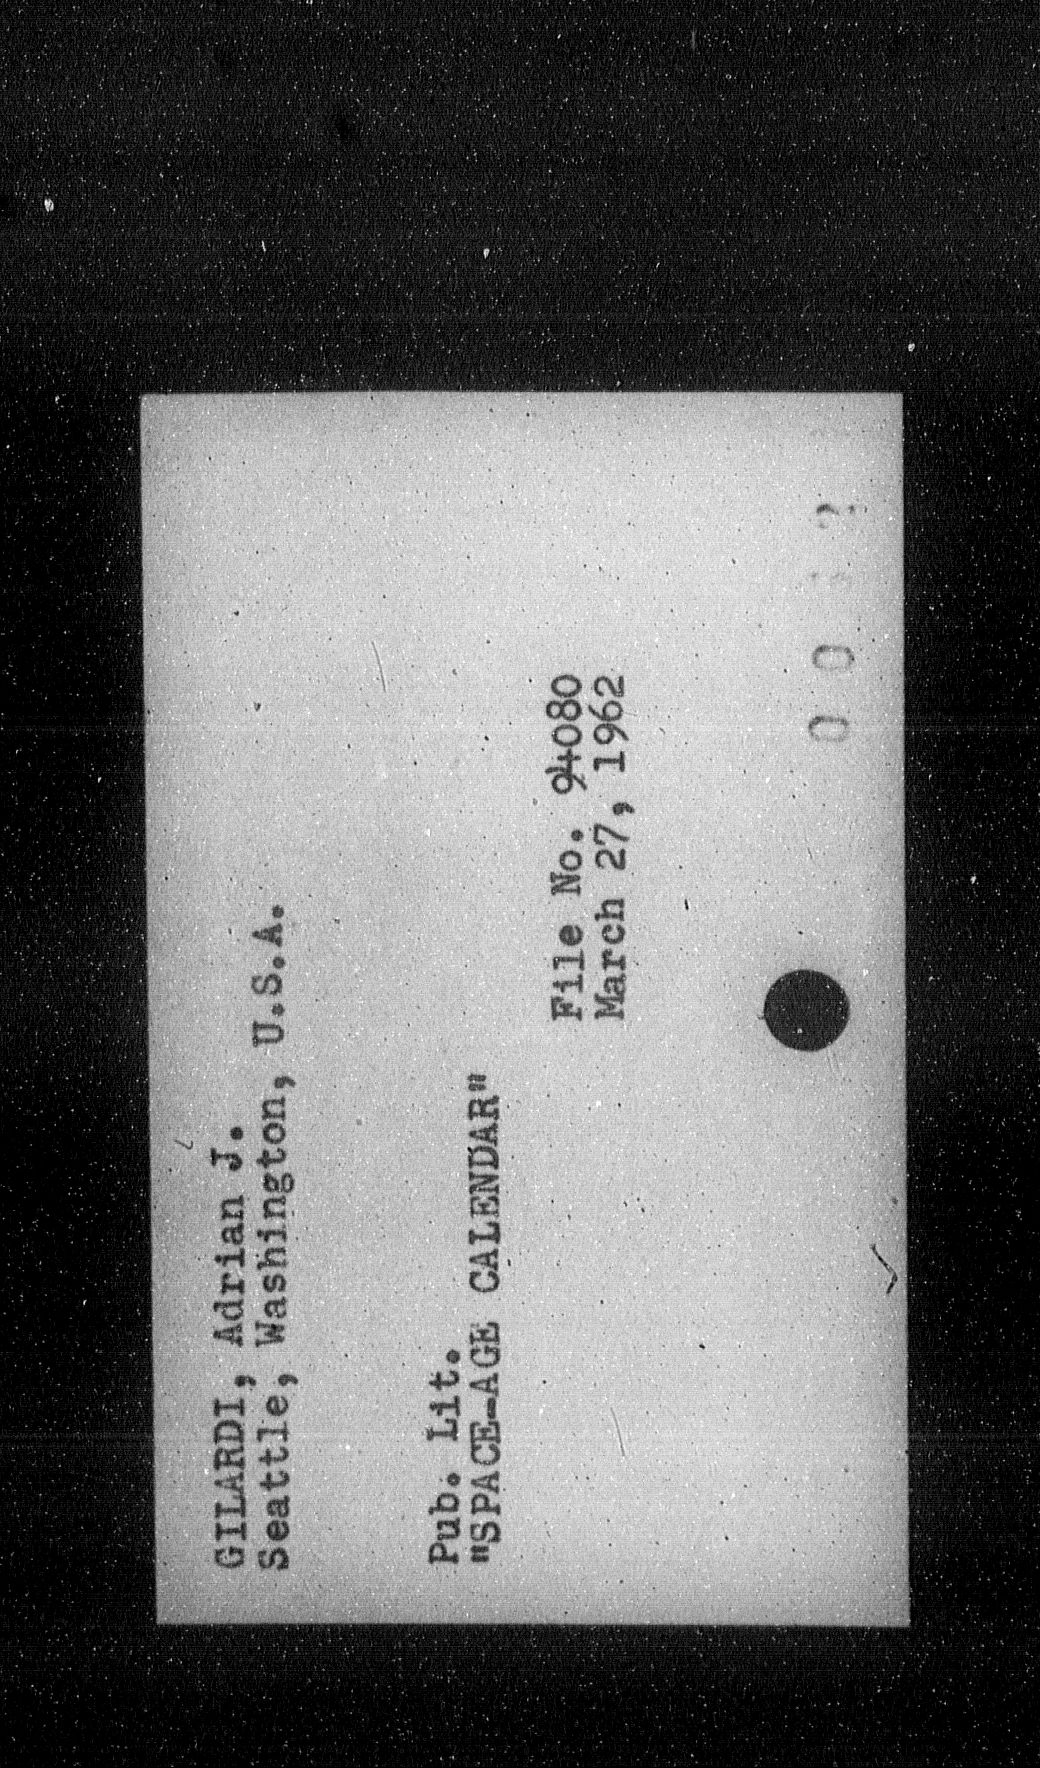 GILARDI, Adrian J.
Seattle, Washington, U.S.A.
Pub. Lit.
"SPACE-AGE CALENDAR"
File No. 94080
March 27, 1962